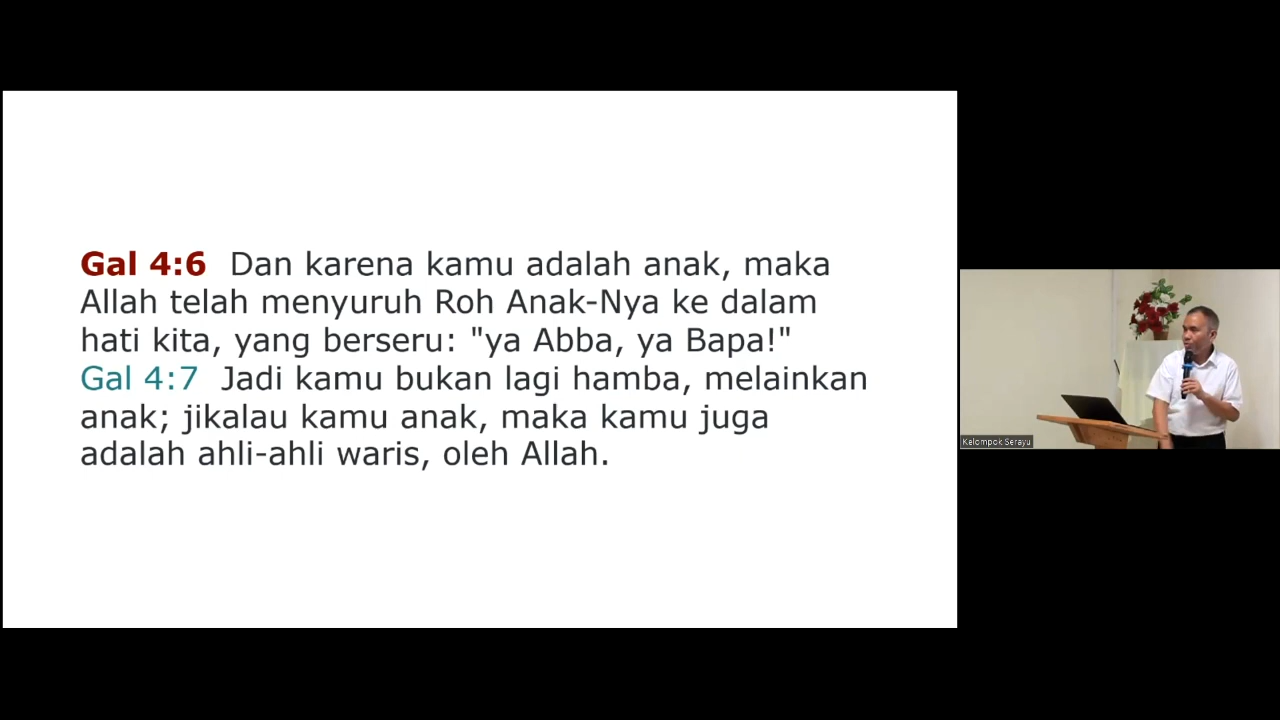 Gal 4:6 Dan karena kamu adalah anak, maka
Allah telah menyuruh Roh Anak-Nya ke dalam
hati kita, yang berseru: "ya Abba, ya Bapa!"
Gal 4:7 Jadi kamu bukan lagi hamba, melainkan
anak; jikalau kamu anak, maka kamu juga
adalah ahli-ahli waris, oleh Allah.
Kelompok Serayu